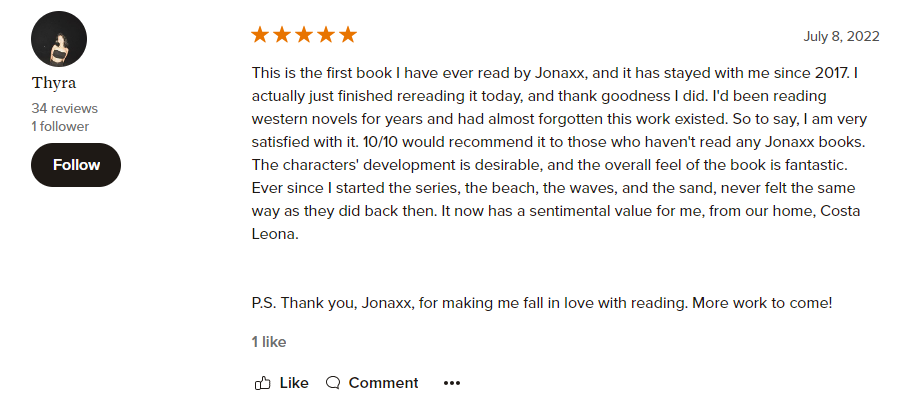 July 8, 2022
Thyra
34 reviews
1 follower
Follow
This is the first book I have ever read by Jonaxx, and it has stayed with me since 2017. I
actually just finished rereading it today, and thank goodness I did. I'd been reading
western novels for years and had almost forgotten this work existed. So to say, I am very
satisfied with it. 10/10 would recommend it to those who haven't read any Jonaxx books.
The characters' development is desirable, and the overall feel of the book is fantastic.
Ever since I started the series, the beach, the waves, and the sand, never felt the same
way as they did back then. It now has a sentimental value for me, from our home, Costa
Leona.
P.S. Thank you, Jonaxx, for making me fall in love with reading. More work to come!
1 like
Like Comment